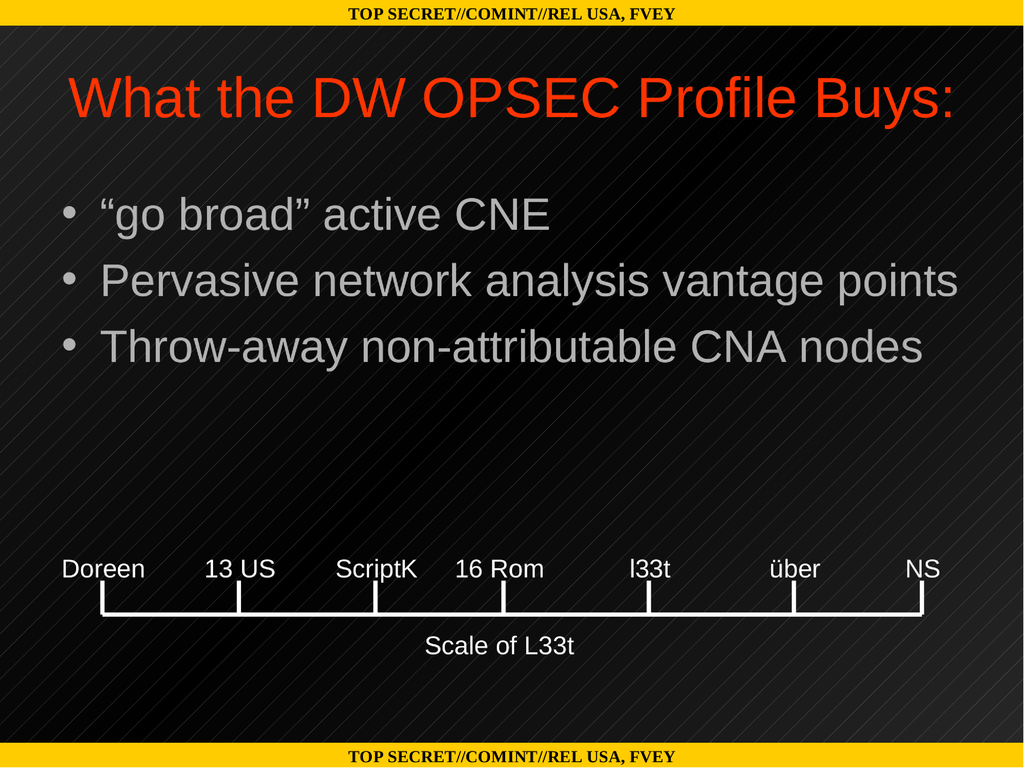 TOP SECRET//COMINT//REL USA, FVEY
What the DW OPSEC Profile Buys:
• “go broad” active CNE
• Pervasive network analysis vantage points
• Throw-away non-attributable CNA nodes
Doreen 13 US ScriptK 16 Rom l33t über NS
Scale of L33t
TOP SECRET//COMINT//REL USA, FVEY